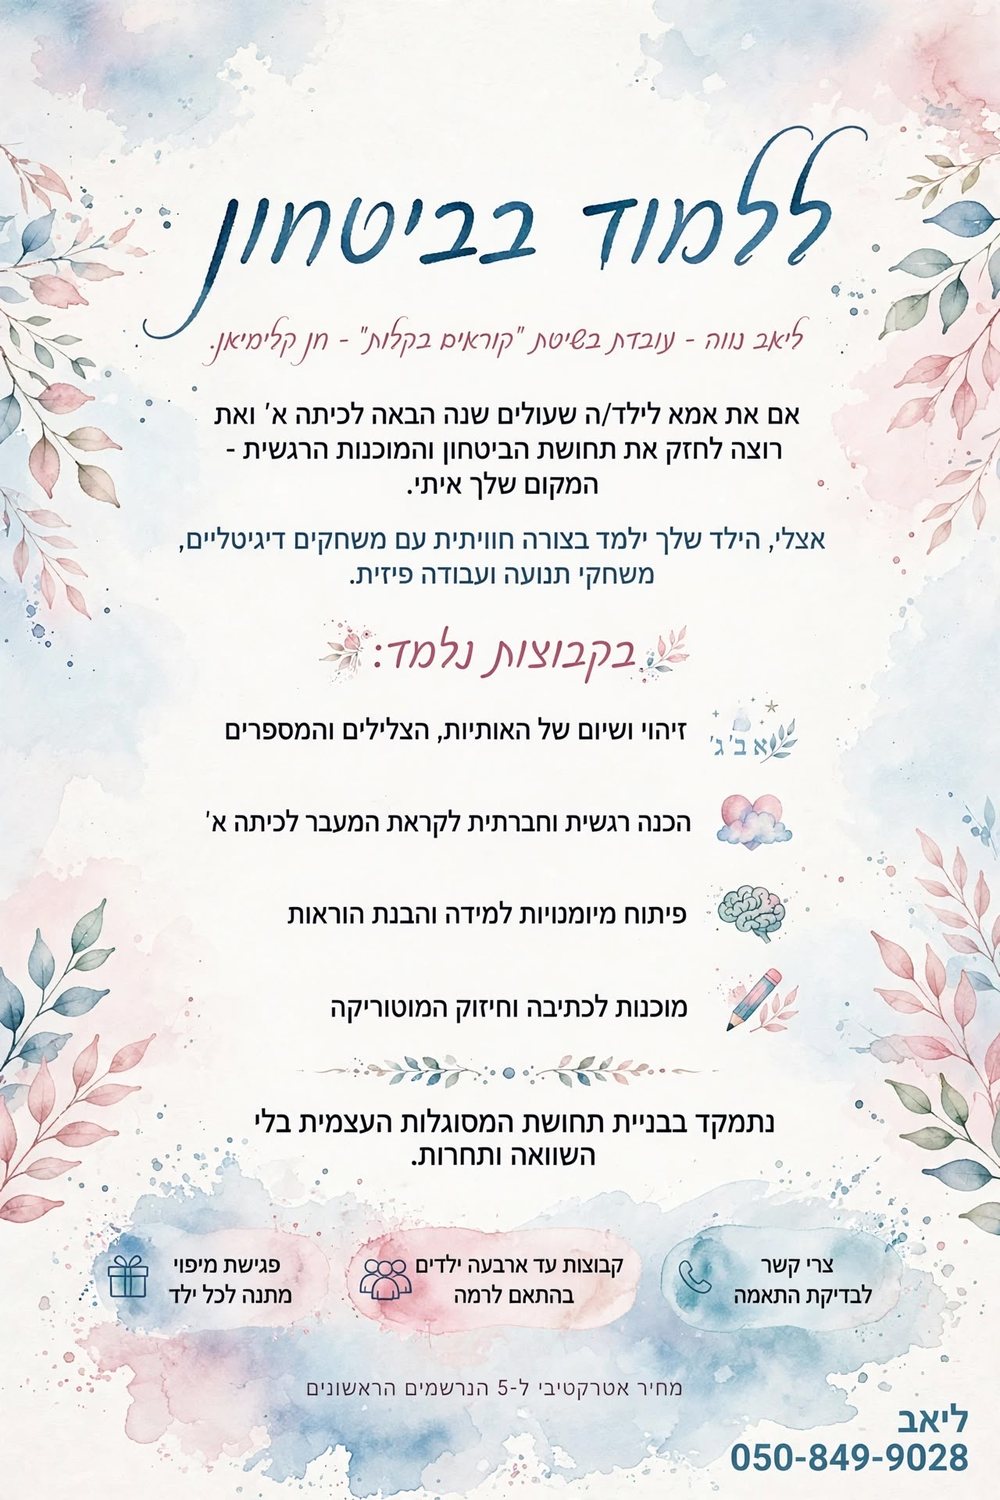 ללמוד בביטחון
ליאב נווה - עובדת בשיטת "קוראים בקלות" - חן קלימיאן.
אם את אמא לילד/ה שעולים שנה הבאה לכיתה א' ואת
רוצה לחזק את תחושת הביטחון והמוכנות הרגשית -
המקום שלך איתי.
אצלי, הילד שלך ילמד בצורה חוויתית עם משחקים דיגיטליים,
משחקי תנועה ועבודה פיזית.
בקבוצות נלמד:
א ב' ג'
זיהוי ושיום של האותיות, הצלילים והמספרים
הכנה רגשית וחברתית לקראת המעבר לכיתה א'
פיתוח מיומנויות למידה והבנת הוראות
מוכנות לכתיבה וחיזוק המוטוריקה
נתמקד בבניית תחושת המסוגלות העצמית בלי
השוואה ותחרות.
צרי קשר
לבדיקת התאמה
קבוצות עד ארבעה ילדים
בהתאם לרמה
פגישת מיפוי
מתנה לכל ילד
מחיר אטרקטיבי ל-5 הנרשמים הראשונים
ליאב
050-849-9028